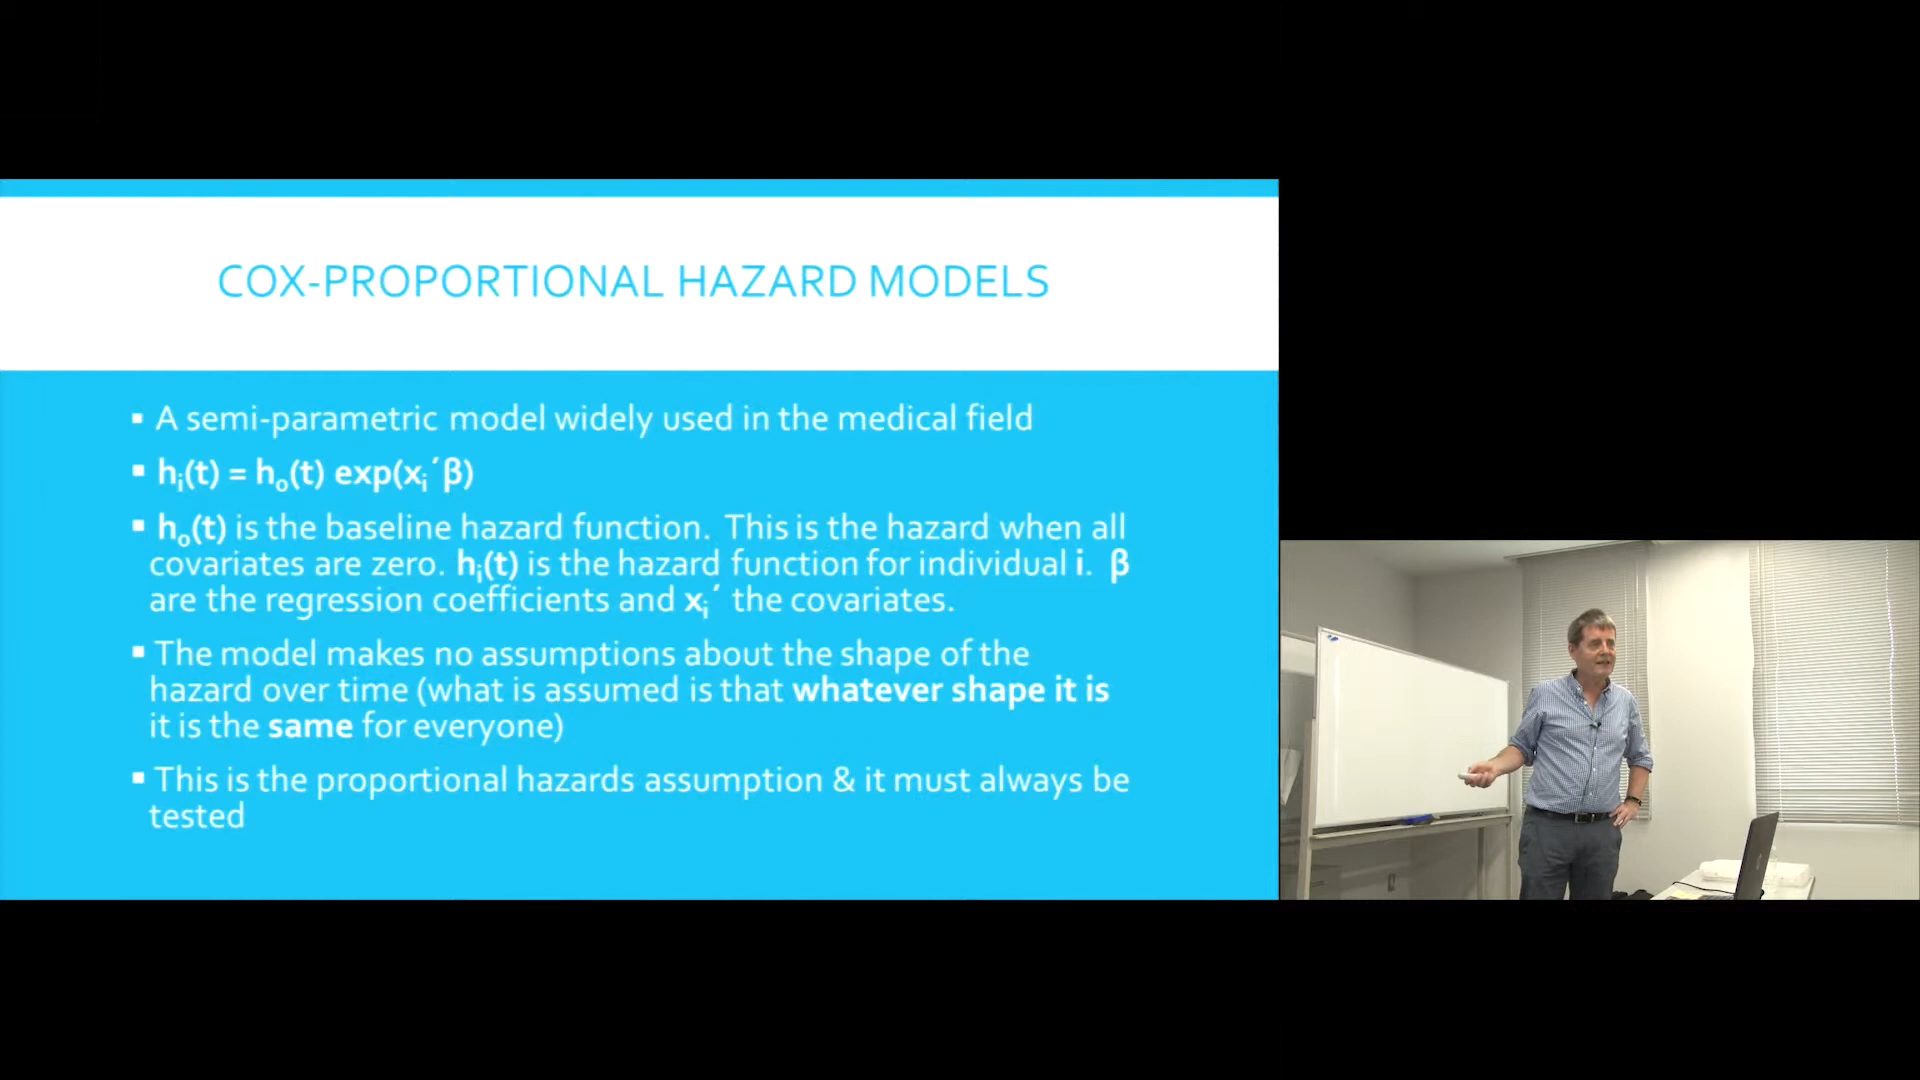 COX-PROPORTIONAL HAZARD MODELS
▪ A semi-parametric model widely used in the medical field
▪ hᵢ(t) = h₀(t) exp(xᵢ´β)
▪ h₀(t) is the baseline hazard function. This is the hazard when all
covariates are zero. hᵢ(t) is the hazard function for individual i. β
are the regression coefficients and xᵢ´ the covariates.
▪ The model makes no assumptions about the shape of the
hazard over time (what is assumed is that whatever shape it is
it is the same for everyone)
▪ This is the proportional hazards assumption & it must always be
tested